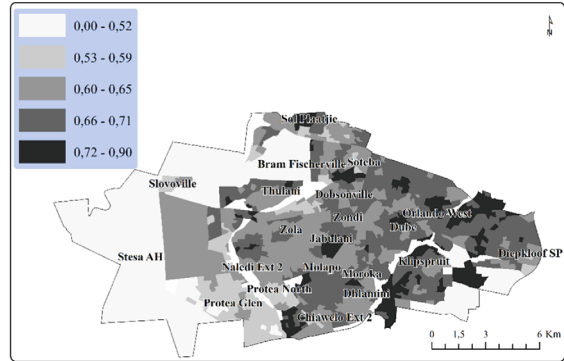 0,00 - 0,52
0,53 - 0,59
0,60 - 0,65
0,66 - 0,71
0,72 - 0,90
N
Sol Plaatjie
Bram Fischerville
Soteba
Slovoville
Thulani
Dobsonville
Zondi
Orlando West
Zola
Dube
Jabulani
Stesa AH
Naledi Ext 2
Molapo
Klipspruit
Diepkloof SP
Moroka
Protea North
Dhlamini
Protea Glen
Chiawelo Ext 2
0 1,5 3 6 Km